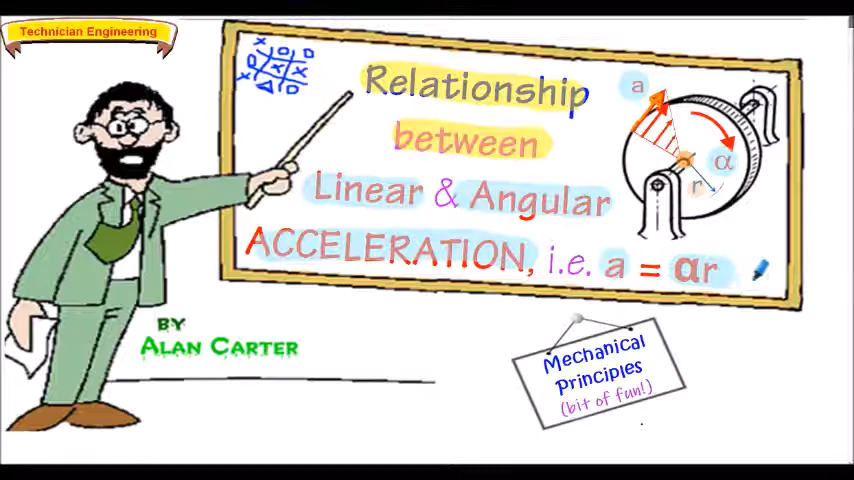 Technician Engineering
Relationship
between
Linear & Angular
ACCELERATION, i.e. a = αr
a
α
r
BY
ALAN CARTER
Mechanical
Principles
(bit of fun!)